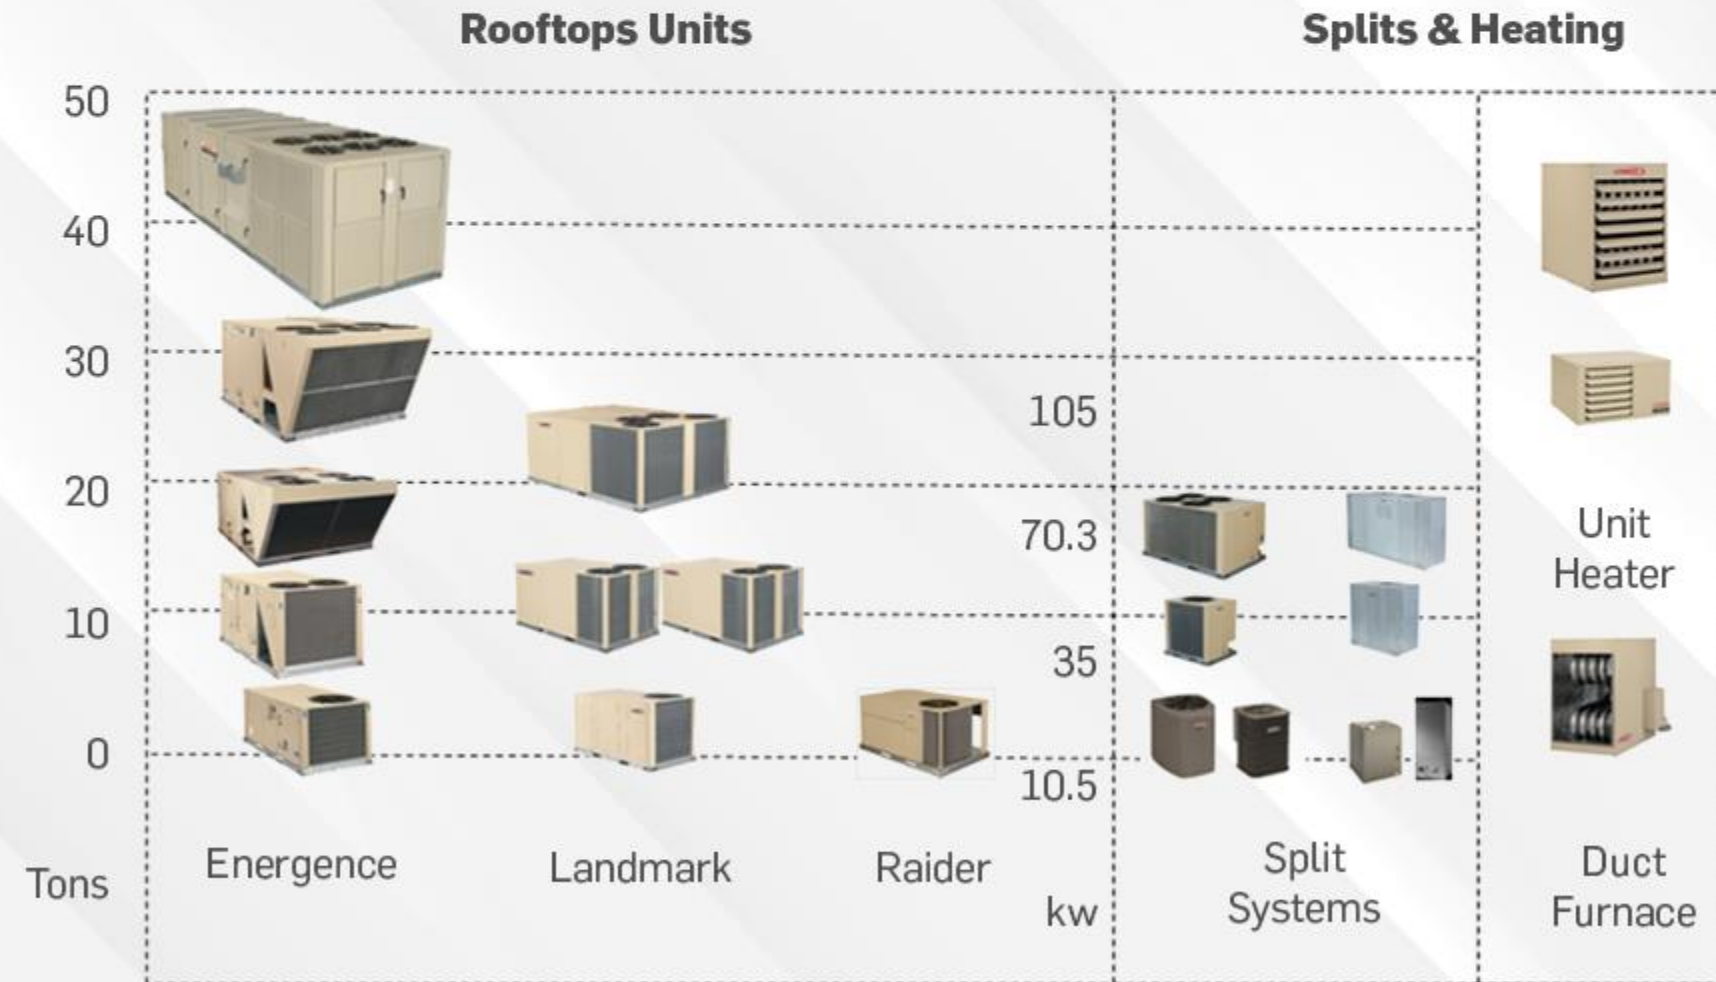 Rooftops Units
Splits & Heating
50
40
30
20
10
0
Tons
105
70.3
35
10.5
kw
Energence
Landmark
Raider
Split
Systems
Unit
Heater
Duct
Furnace